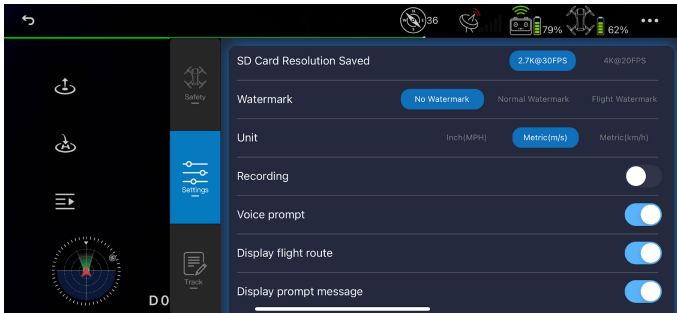 36 79% 62%
SD Card Resolution Saved 2.7K@30FPS 4K@20FPS
Safety
Watermark No Watermark Normal Watermark Flight Watermark
Unit Inch(MPH) Metric(m/s) Metric(km/h)
Settings
Recording
Voice prompt
Display flight route
Track
Display prompt message
D0